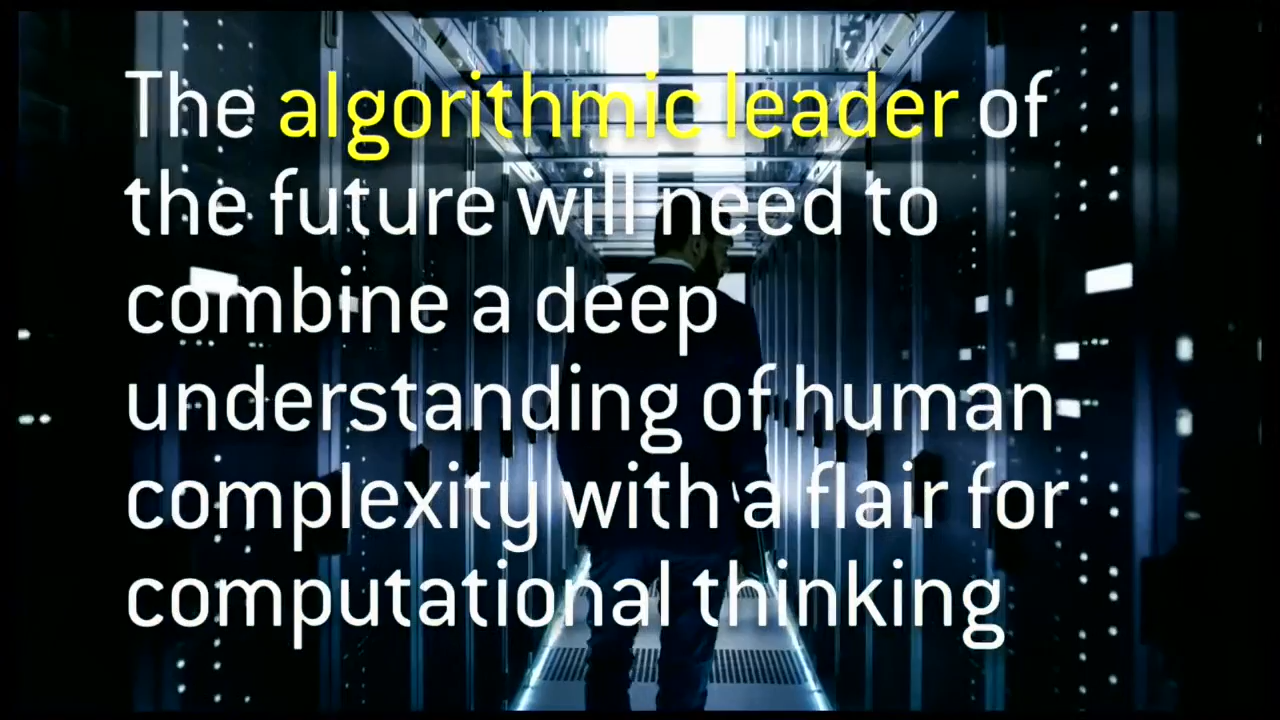 The algorithmic leader of
the future will need to
combine a deep
understanding of human
complexity with a flair for
computational thinking